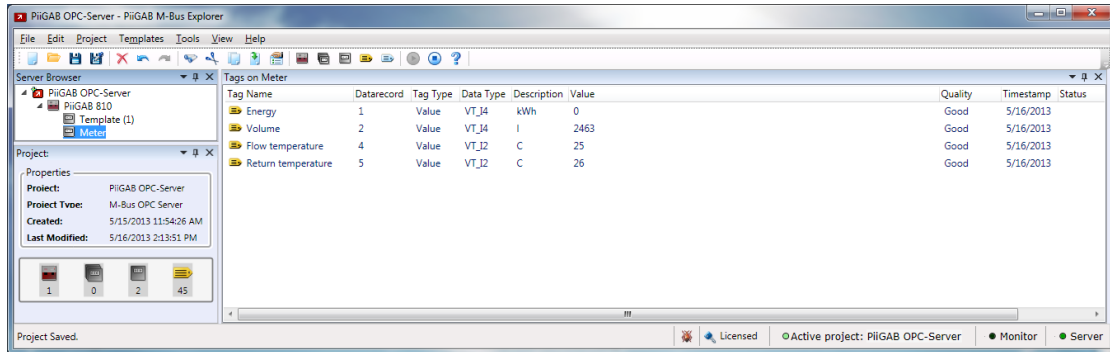 PiiGAB OPC-Server - PiiGAB M-Bus Explorer
File Edit Project Templates Tools View Help
Server Browser
PiiGAB OPC-Server
PiiGAB 810
Template (1)
Meter
Project:
Properties
Project: PiiGAB OPC-Server
Project Type: M-Bus OPC Server
Created: 5/15/2013 11:54:26 AM
Last Modified: 5/16/2013 2:13:51 PM
1 0 2 45
Tags on Meter
Tag Name Datarecord Tag Type Data Type Description Value Quality Timestamp Status
Energy 1 Value VT_I4 kWh 0 Good 5/16/2013
Volume 2 Value VT_I4 l 2463 Good 5/16/2013
Flow temperature 4 Value VT_I2 C 25 Good 5/16/2013
Return temperature 5 Value VT_I2 C 26 Good 5/16/2013
Project Saved. Licensed Active project: PiiGAB OPC-Server Monitor Server